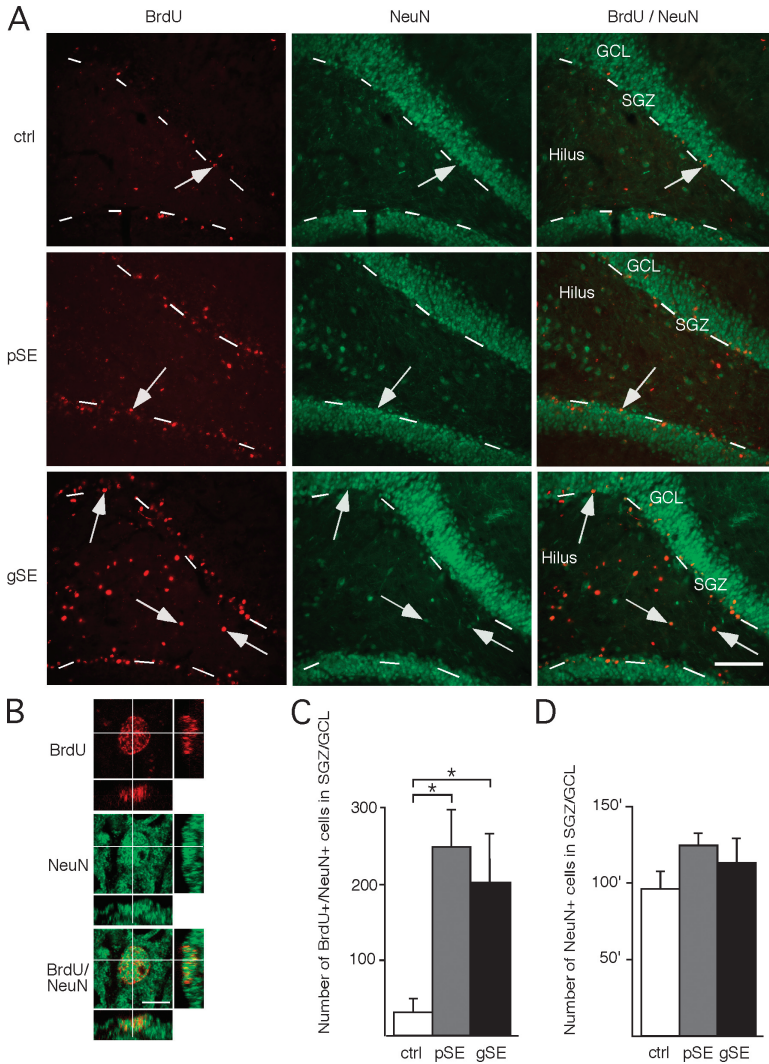 A
BrdU
NeuN
BrdU / NeuN
ctrl
GCL
SGZ
Hilus
pSE
GCL
Hilus
SGZ
gSE
GCL
Hilus
SGZ
B
BrdU
NeuN
BrdU/
NeuN
C
Number of BrdU+/NeuN+ cells in SGZ/GCL
300
200
100
*
*
ctrl pSE gSE
D
Number of NeuN+ cells in SGZ/GCL
150'
100'
50'
ctrl pSE gSE